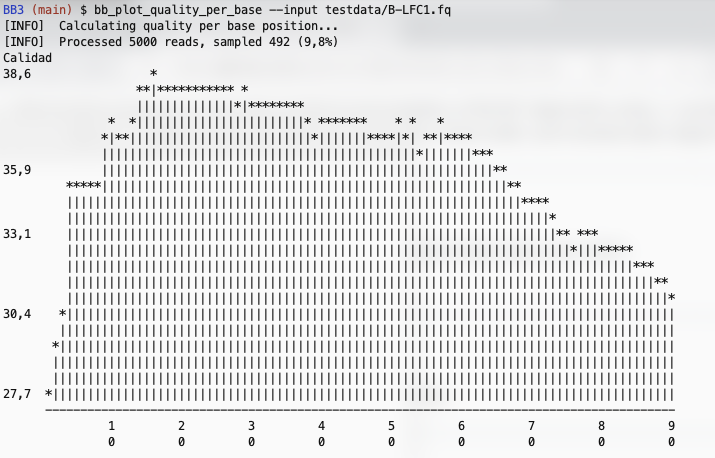 BB3 (main) $ bb_plot_quality_per_base --input testdata/B-LFC1.fq
[INFO]  Calculating quality per base position...
[INFO]  Processed 5000 reads, sampled 492 (9,8%)
Calidad
38,6                 *
                   **|*********** *
                   ||||||||||||||*|********
               *  *||||||||||||||||||||||||* *******    * *   *
              *|**||||||||||||||||||||||||||*|||||||****|*| **|****
              |||||||||||||||||||||||||||||||||||||||||||||*|||||||***
35,9          ||||||||||||||||||||||||||||||||||||||||||||||||||||||||**
         *****||||||||||||||||||||||||||||||||||||||||||||||||||||||||||**
         |||||||||||||||||||||||||||||||||||||||||||||||||||||||||||||||||****
         |||||||||||||||||||||||||||||||||||||||||||||||||||||||||||||||||||||*
33,1     ||||||||||||||||||||||||||||||||||||||||||||||||||||||||||||||||||||||** ***
         ||||||||||||||||||||||||||||||||||||||||||||||||||||||||||||||||||||||||*|||*****
         |||||||||||||||||||||||||||||||||||||||||||||||||||||||||||||||||||||||||||||||||***
         ||||||||||||||||||||||||||||||||||||||||||||||||||||||||||||||||||||||||||||||||||||**
         ||||||||||||||||||||||||||||||||||||||||||||||||||||||||||||||||||||||||||||||||||||||*
30,4    *|||||||||||||||||||||||||||||||||||||||||||||||||||||||||||||||||||||||||||||||||||||||
        ||||||||||||||||||||||||||||||||||||||||||||||||||||||||||||||||||||||||||||||||||||||||
       *||||||||||||||||||||||||||||||||||||||||||||||||||||||||||||||||||||||||||||||||||||||||
       |||||||||||||||||||||||||||||||||||||||||||||||||||||||||||||||||||||||||||||||||||||||||
       |||||||||||||||||||||||||||||||||||||||||||||||||||||||||||||||||||||||||||||||||||||||||
27,7  *|||||||||||||||||||||||||||||||||||||||||||||||||||||||||||||||||||||||||||||||||||||||||
      ------------------------------------------------------------------------------------------
               1         2         3         4         5         6         7         8         9
               0         0         0         0         0         0         0         0         0